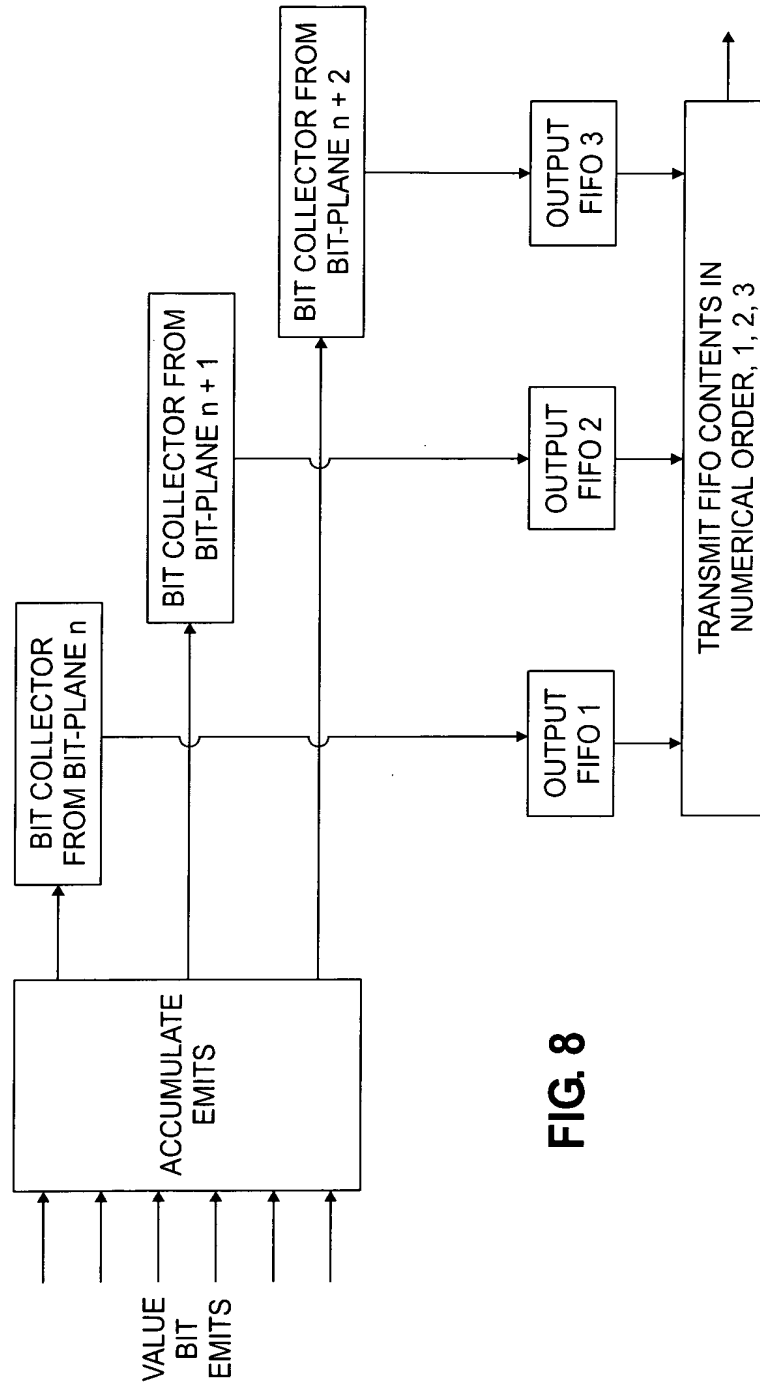 VALUE
BIT
EMITS
ACCUMULATE
EMITS
BIT COLLECTOR
FROM BIT-PLANE n
BIT COLLECTOR FROM
BIT-PLANE n + 1
BIT COLLECTOR FROM
BIT-PLANE n + 2
OUTPUT
FIFO 1
OUTPUT
FIFO 2
OUTPUT
FIFO 3
TRANSMIT FIFO CONTENTS IN
NUMERICAL ORDER, 1, 2, 3
FIG. 8